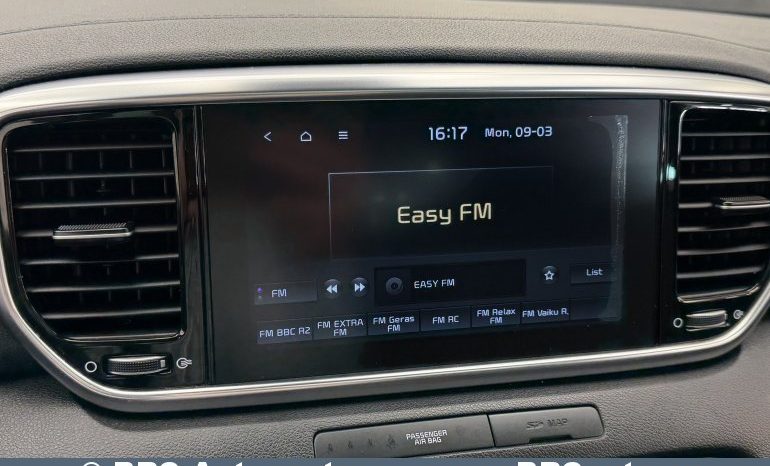 16:17 Mon, 09-03
Easy FM
FM EASY FM List
FM BBC R2 FM EXTRA FM FM Geras FM FM RC FM Relax FM FM Vaiku R.
PASSENGER AIR BAG
SD MAP